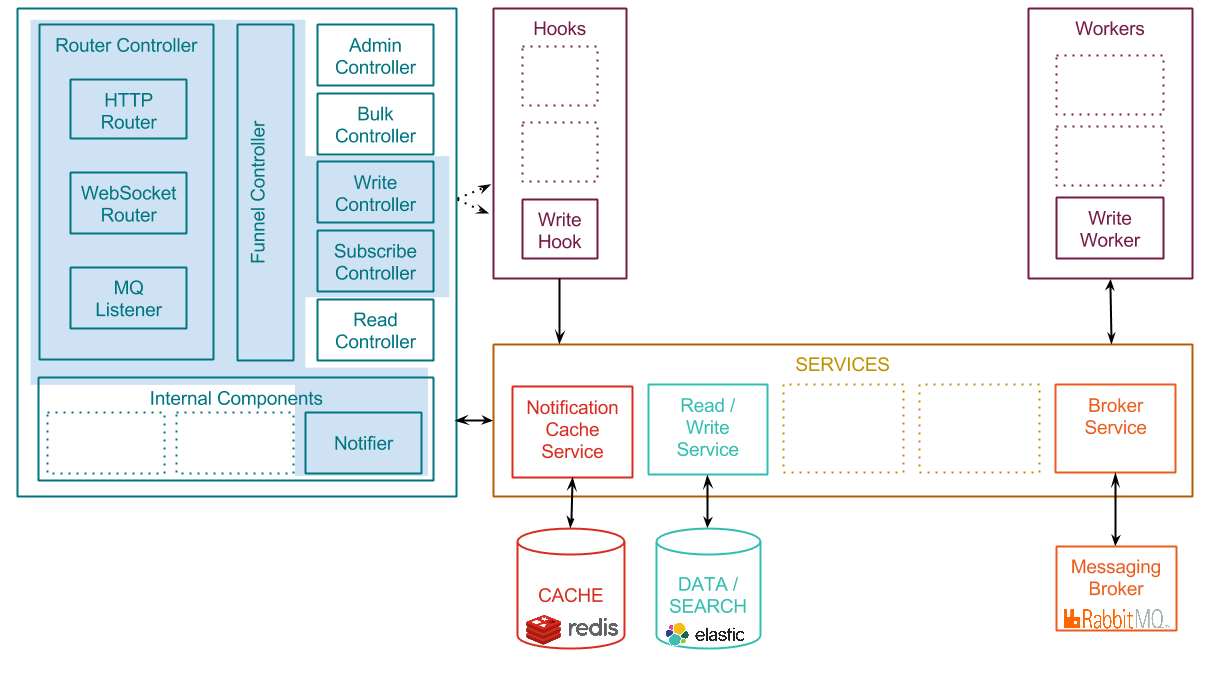 Router Controller
HTTP
Router
WebSocket
Router
MQ
Listener
Funnel Controller
Admin
Controller
Bulk
Controller
Write
Controller
Subscribe
Controller
Read
Controller
Internal Components
Notifier
Hooks
Write
Hook
Workers
Write
Worker
SERVICES
Notification
Cache
Service
Read /
Write
Service
Broker
Service
CACHE
redis
DATA /
SEARCH
elastic
Messaging
Broker
RabbitMQ